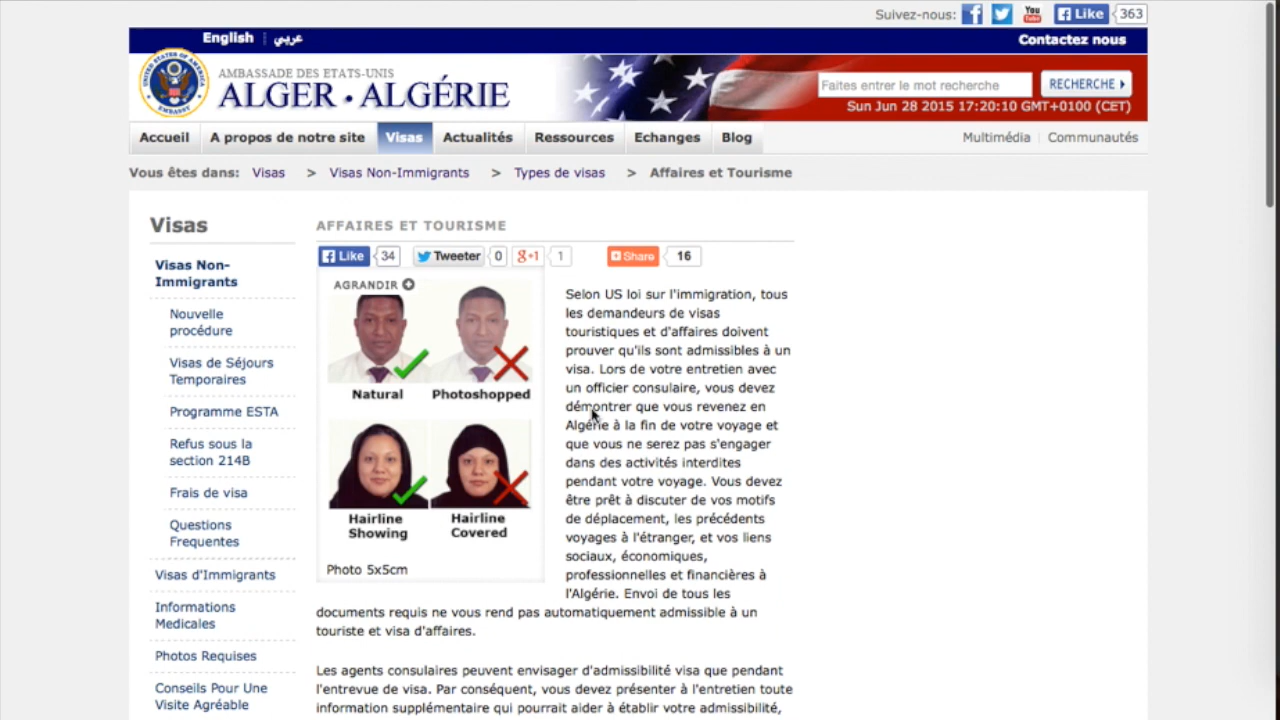 Suivez-nous:
You
Tube
Like
363
English
عربي
Contactez nous
AMBASSADE DES ETATS-UNIS
ALGER • ALGÉRIE
UNITED STATES OF AMERICA
EMBASSY
Faites entrer le mot recherche
RECHERCHE
Sun Jun 28 2015 17:20:10 GMT+0100 (CET)
Accueil
A propos de notre site
Visas
Actualités
Ressources
Echanges
Blog
Multimédia
Communautés
Vous êtes dans: Visas > Visas Non-Immigrants > Types de visas > Affaires et Tourisme
Visas
Visas Non-
Immigrants
Nouvelle
procédure
Visas de Séjours
Temporaires
Programme ESTA
Refus sous la
section 214B
Frais de visa
Questions
Frequentes
Visas d'Immigrants
Informations
Medicales
Photos Requises
Conseils Pour Une
Visite Agréable
AFFAIRES ET TOURISME
Like
34
Tweeter
0
g+1
1
Share
16
AGRANDIR
Natural
Photoshopped
Hairline
Showing
Hairline
Covered
Photo 5x5cm
Selon US loi sur l'immigration, tous
les demandeurs de visas
touristiques et d'affaires doivent
prouver qu'ils sont admissibles à un
visa. Lors de votre entretien avec
un officier consulaire, vous devez
démontrer que vous revenez en
Algérie à la fin de votre voyage et
que vous ne serez pas s'engager
dans des activités interdites
pendant votre voyage. Vous devez
être prêt à discuter de vos motifs
de déplacement, les précédents
voyages à l'étranger, et vos liens
sociaux, économiques,
professionnelles et financières à
l'Algérie. Envoi de tous les
documents requis ne vous rend pas automatiquement admissible à un
touriste et visa d'affaires.
Les agents consulaires peuvent envisager d'admissibilité visa que pendant
l'entrevue de visa. Par conséquent, vous devez présenter à l'entretien toute
information supplémentaire qui pourrait aider à établir votre admissibilité,